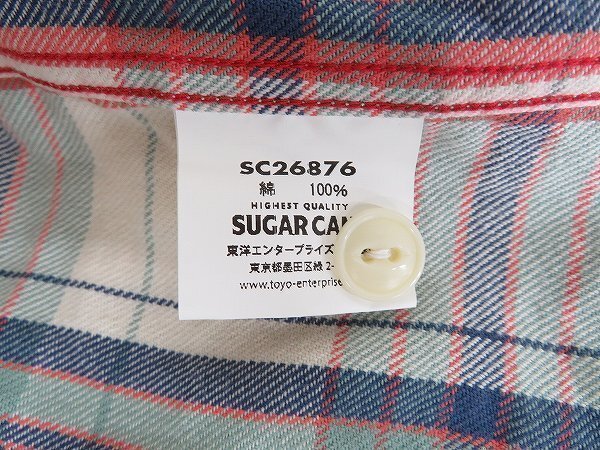 SC26876
綿 100%
HIGHEST QUALITY
SUGAR CAN
東洋エンタープライズ
東京都墨田区緑 2-
www.toyo-enterprise